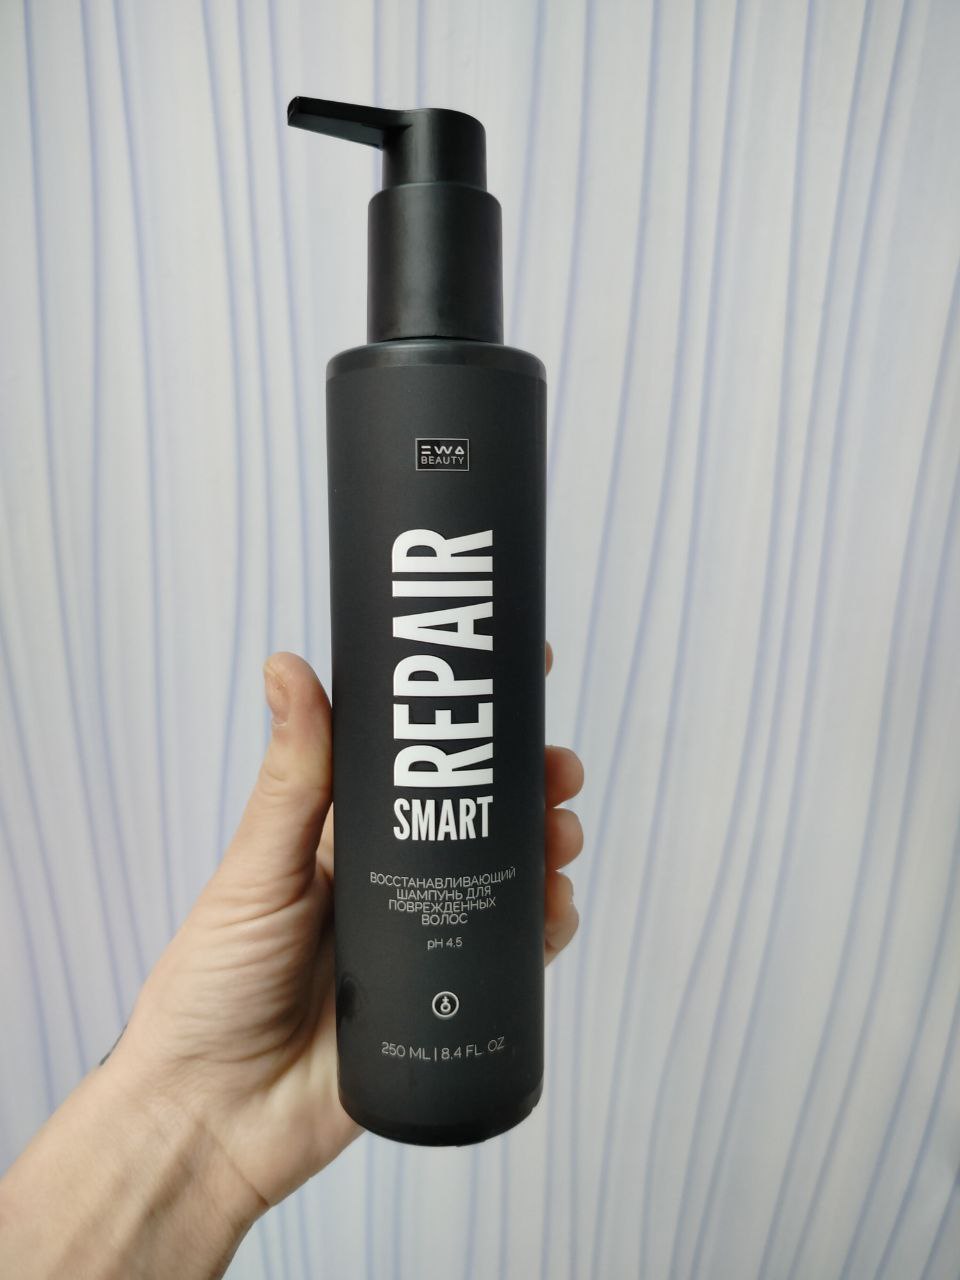 EWA
BEAUTY
SMART REPAIR
ВОССТАНАВЛИВАЮЩИЙ
ШАМПУНЬ ДЛЯ
ПОВРЕЖДЕННЫХ
ВОЛОС
pH 4.5
250 ML | 8.4 FL. OZ